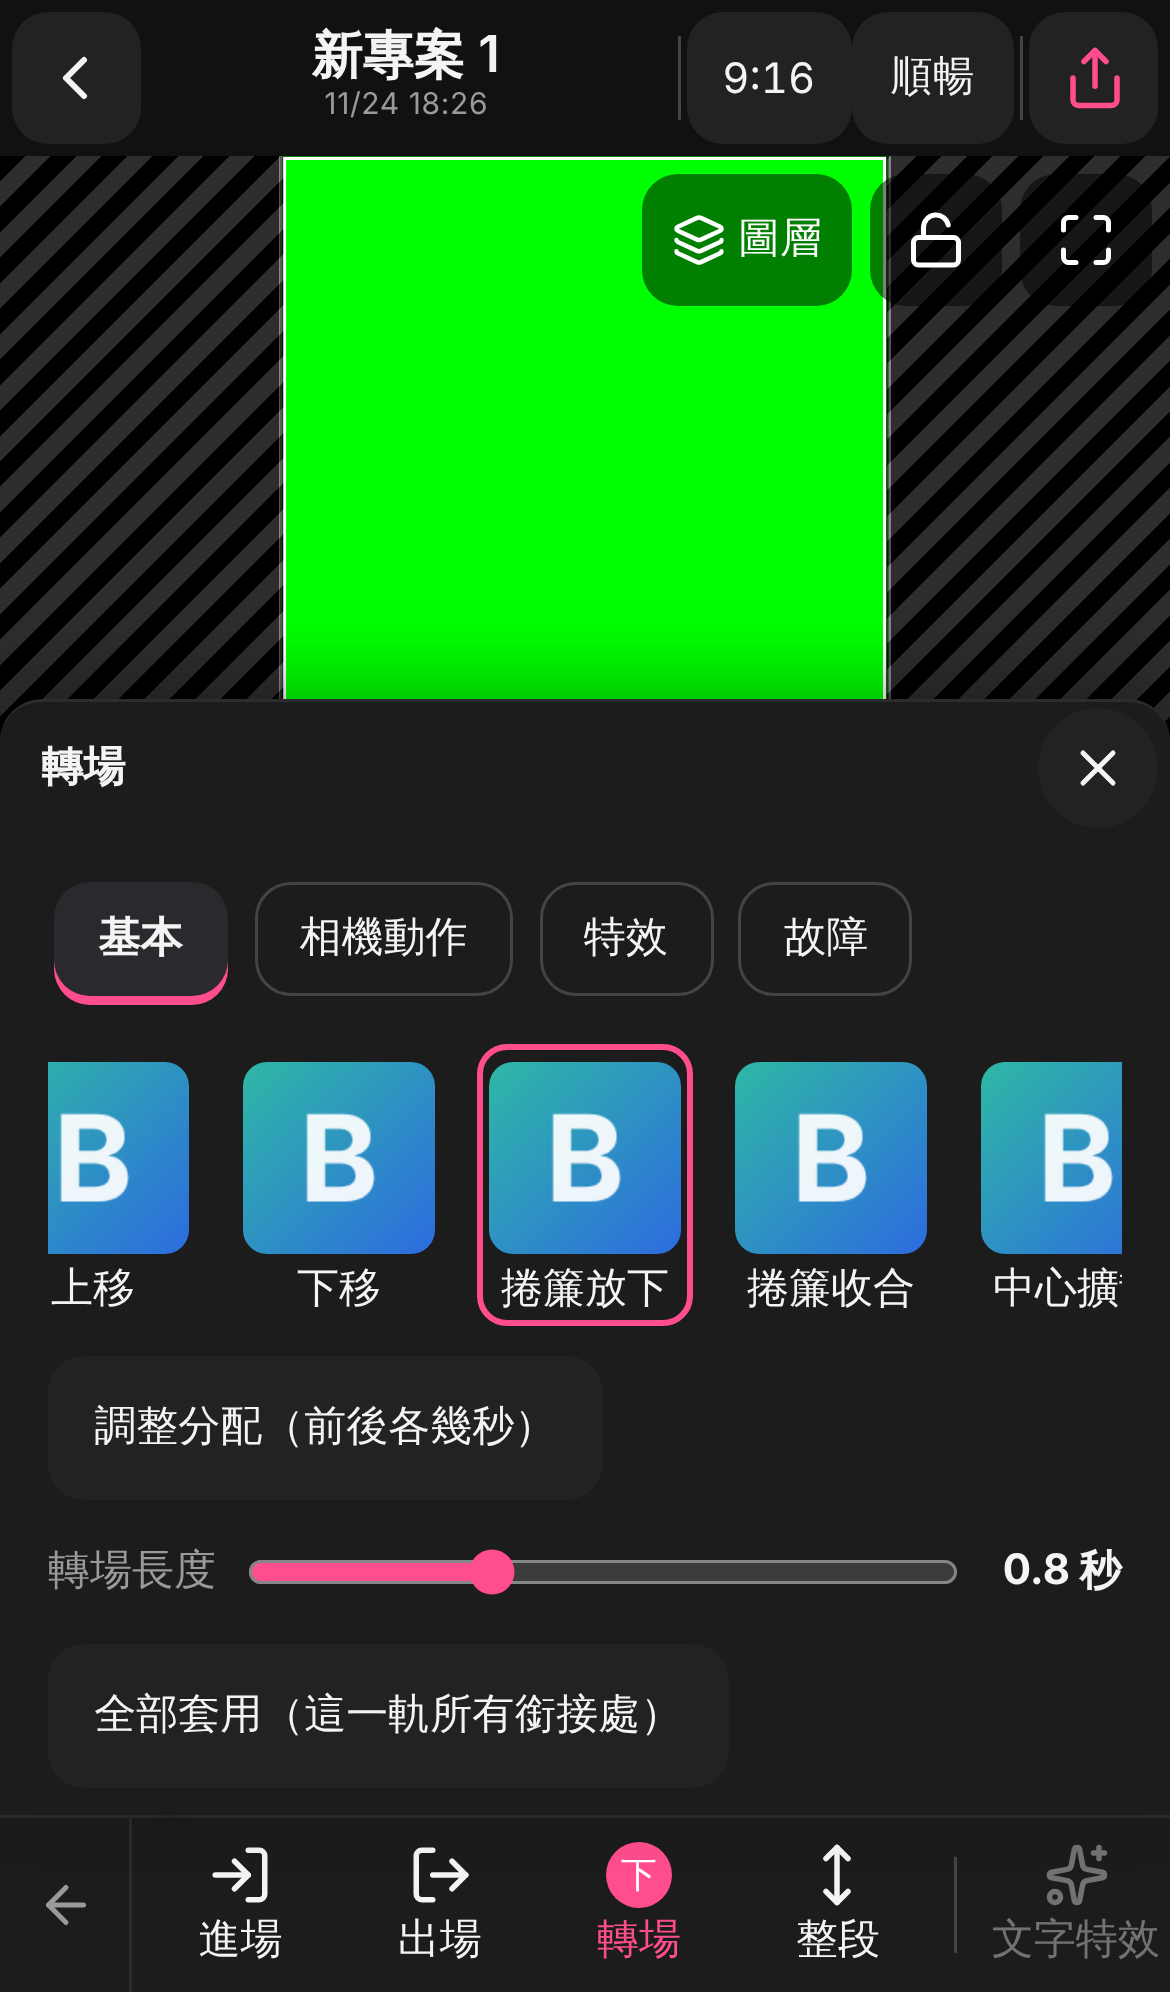 新專案 1
11/24 18:26
9:16
順暢
圖層
轉場
基本
相機動作
特效
故障
B
B
B
B
B
上移
下移
捲簾放下
捲簾收合
中心擴
調整分配（前後各幾秒）
轉場長度
0.8 秒
全部套用（這一軌所有銜接處）
下
進場
出場
轉場
整段
文字特效